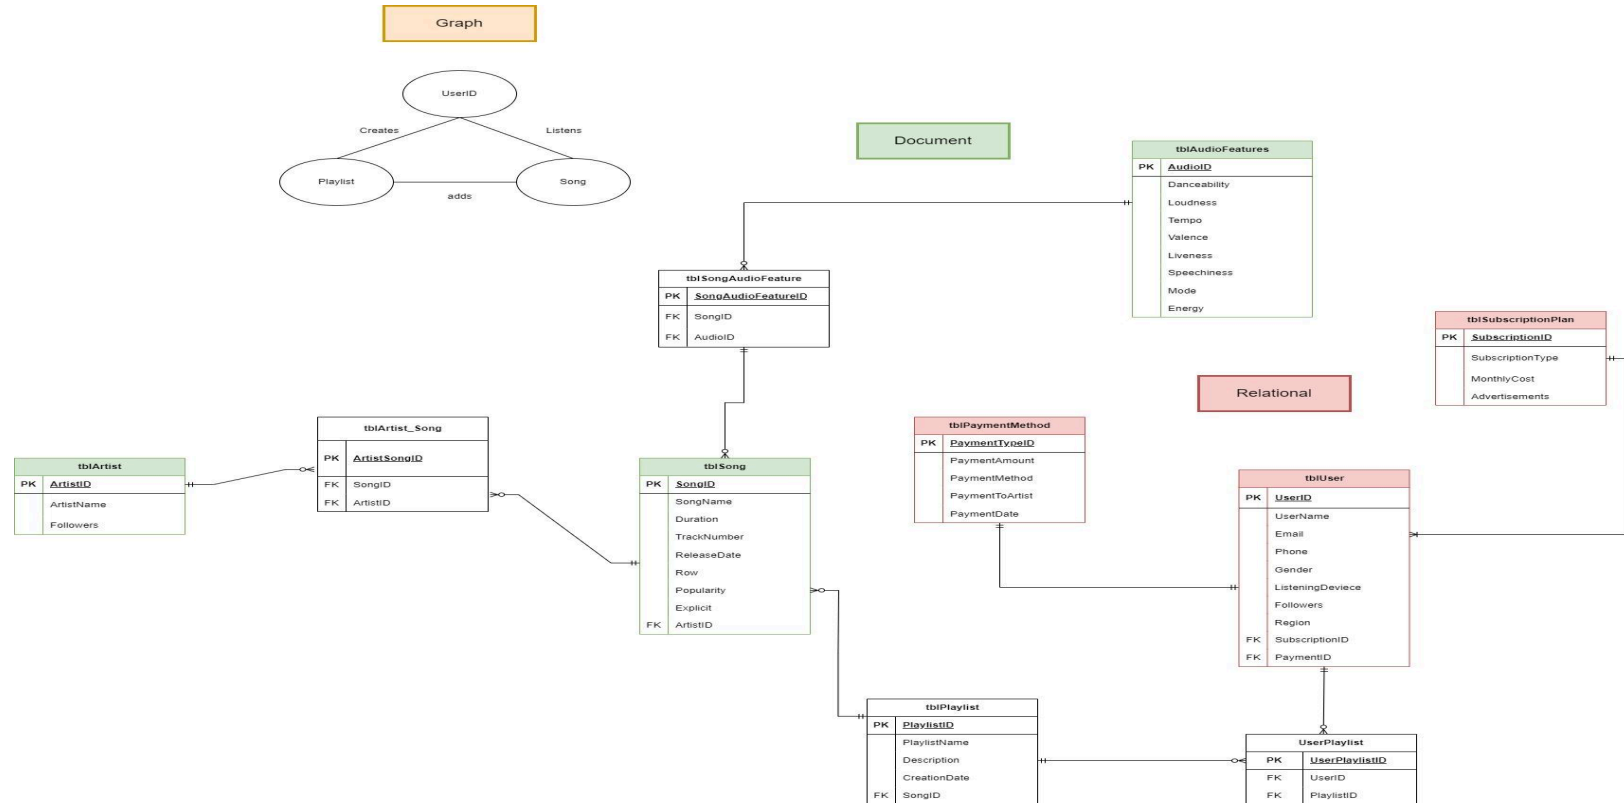 Graph
UserID
Creates
Listens
Playlist
Song
adds
Document
tblAudioFeatures
PK AudioID
Danceability
Loudness
Tempo
Valence
Liveness
Speechiness
Mode
Energy
tblSongAudioFeature
PK SongAudioFeatureID
FK SongID
FK AudioID
tblSubscriptionPlan
PK SubscriptionID
SubscriptionType
MonthlyCost
Advertisements
Relational
tblArtist
PK ArtistID
ArtistName
Followers
tblArtist_Song
PK ArtistSongID
FK SongID
FK ArtistID
tblSong
PK SongID
SongName
Duration
TrackNumber
ReleaseDate
Row
Popularity
Explicit
FK ArtistID
tblPaymentMethod
PK PaymentTypeID
PaymentAmount
PaymentMethod
PaymentToArtist
PaymentDate
tblUser
PK UserID
UserName
Email
Phone
Gender
ListeningDeviece
Followers
Region
FK SubscriptionID
FK PaymentID
tblPlaylist
PK PlaylistID
PlaylistName
Description
CreationDate
FK SongID
UserPlaylist
PK UserPlaylistID
FK UserID
FK PlaylistID